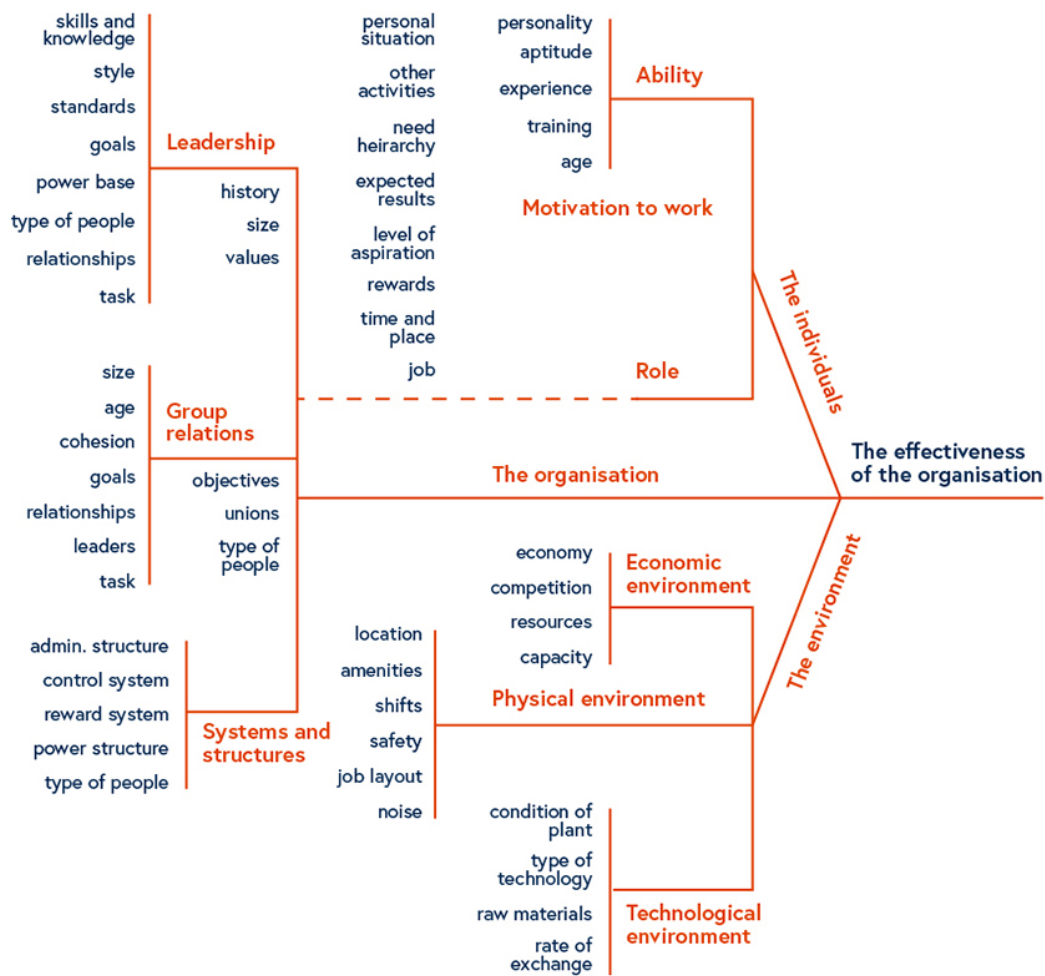 skills and
knowledge
style
standards
goals
power base
type of people
relationships
task
Leadership
history
size
values
personal
situation
other
activities
need
heirarchy
expected
results
level of
aspiration
rewards
time and
place
job
personality
aptitude
experience
training
age
Ability
Motivation to work
Role
The individuals
size
age
cohesion
goals
relationships
leaders
task
Group
relations
objectives
unions
type of
people
The organisation
The effectiveness
of the organisation
admin. structure
control system
reward system
power structure
type of people
Systems and
structures
economy
competition
resources
capacity
Economic
environment
The environment
location
amenities
shifts
safety
job layout
noise
Physical environment
condition of
plant
type of
technology
raw materials
rate of
exchange
Technological
environment